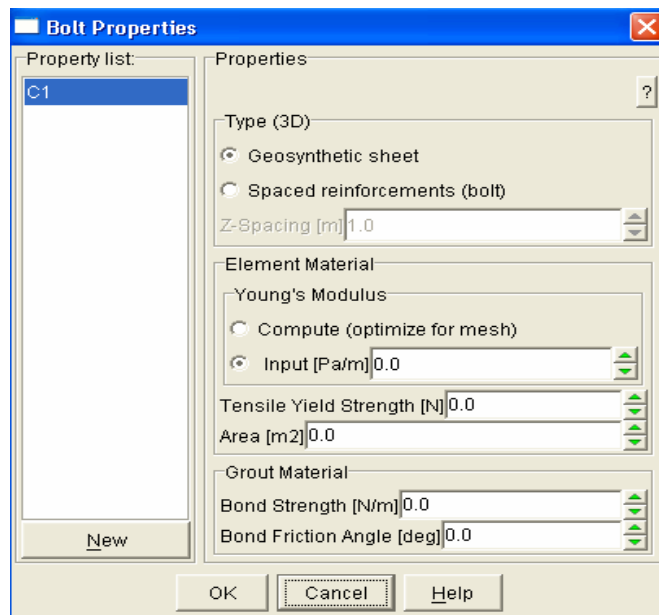 Bolt Properties
Property list:
C1
New
Properties
?
Type (3D)
Geosynthetic sheet
Spaced reinforcements (bolt)
Z-Spacing [m] 1.0
Element Material
Young's Modulus
Compute (optimize for mesh)
Input [Pa/m] 0.0
Tensile Yield Strength [N] 0.0
Area [m2] 0.0
Grout Material
Bond Strength [N/m] 0.0
Bond Friction Angle [deg] 0.0
OK Cancel Help